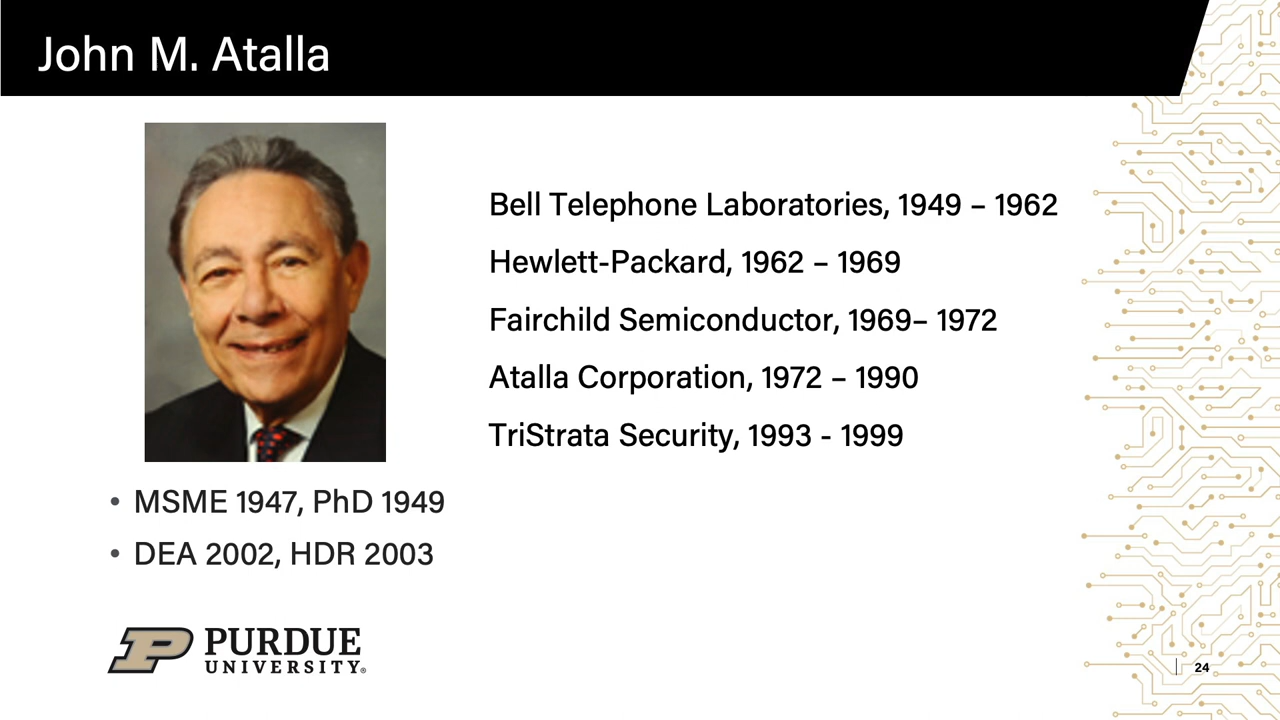 John M. Atalla
Bell Telephone Laboratories, 1949 – 1962
Hewlett-Packard, 1962 – 1969
Fairchild Semiconductor, 1969– 1972
Atalla Corporation, 1972 – 1990
TriStrata Security, 1993 - 1999
• MSME 1947, PhD 1949
• DEA 2002, HDR 2003
P PURDUE
UNIVERSITY®
24